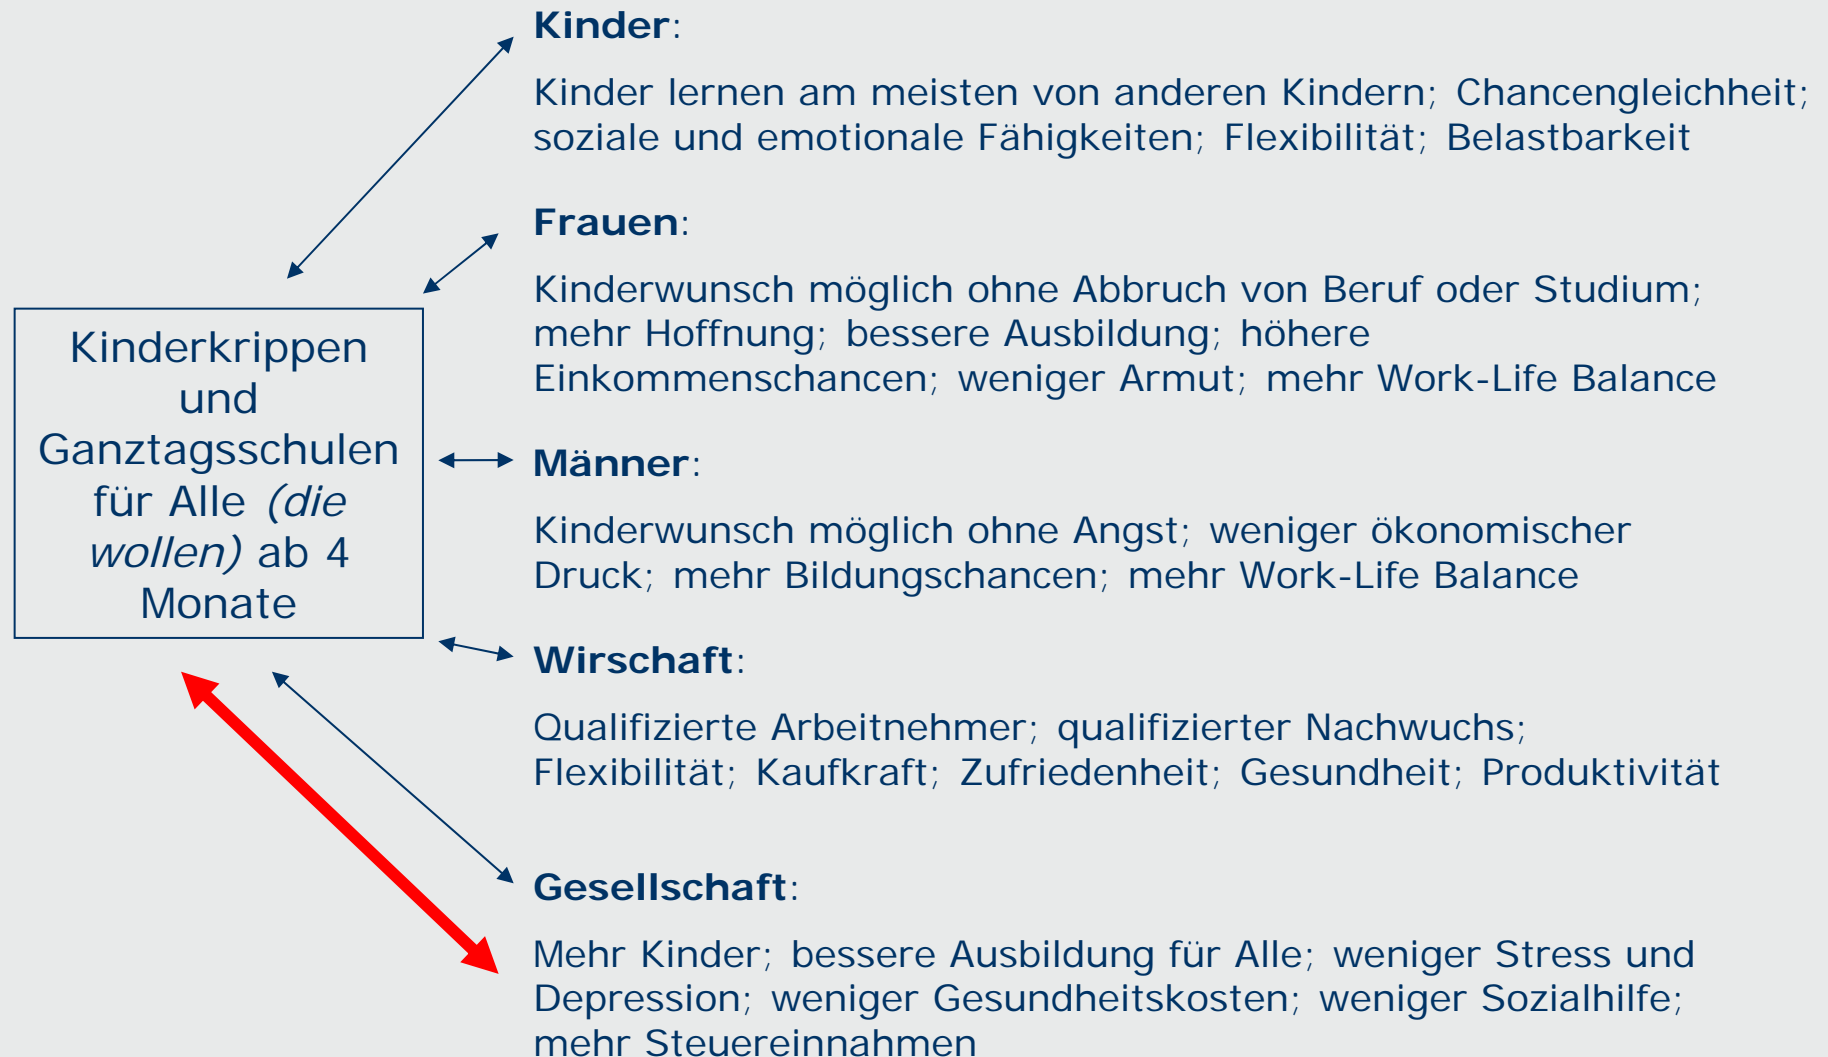 Kinder:
Kinder lernen am meisten von anderen Kindern; Chancengleichheit;
soziale und emotionale Fähigkeiten; Flexibilität; Belastbarkeit
Frauen:
Kinderwunsch möglich ohne Abbruch von Beruf oder Studium;
mehr Hoffnung; bessere Ausbildung; höhere
Einkommenschancen; weniger Armut; mehr Work-Life Balance
Kinderkrippen
und
Ganztagsschulen
für Alle (die
wollen) ab 4
Monate
Männer:
Kinderwunsch möglich ohne Angst; weniger ökonomischer
Druck; mehr Bildungschancen; mehr Work-Life Balance
Wirschaft:
Qualifizierte Arbeitnehmer; qualifizierter Nachwuchs;
Flexibilität; Kaufkraft; Zufriedenheit; Gesundheit; Produktivität
Gesellschaft:
Mehr Kinder; bessere Ausbildung für Alle; weniger Stress und
Depression; weniger Gesundheitskosten; weniger Sozialhilfe;
mehr Steuereinnahmen